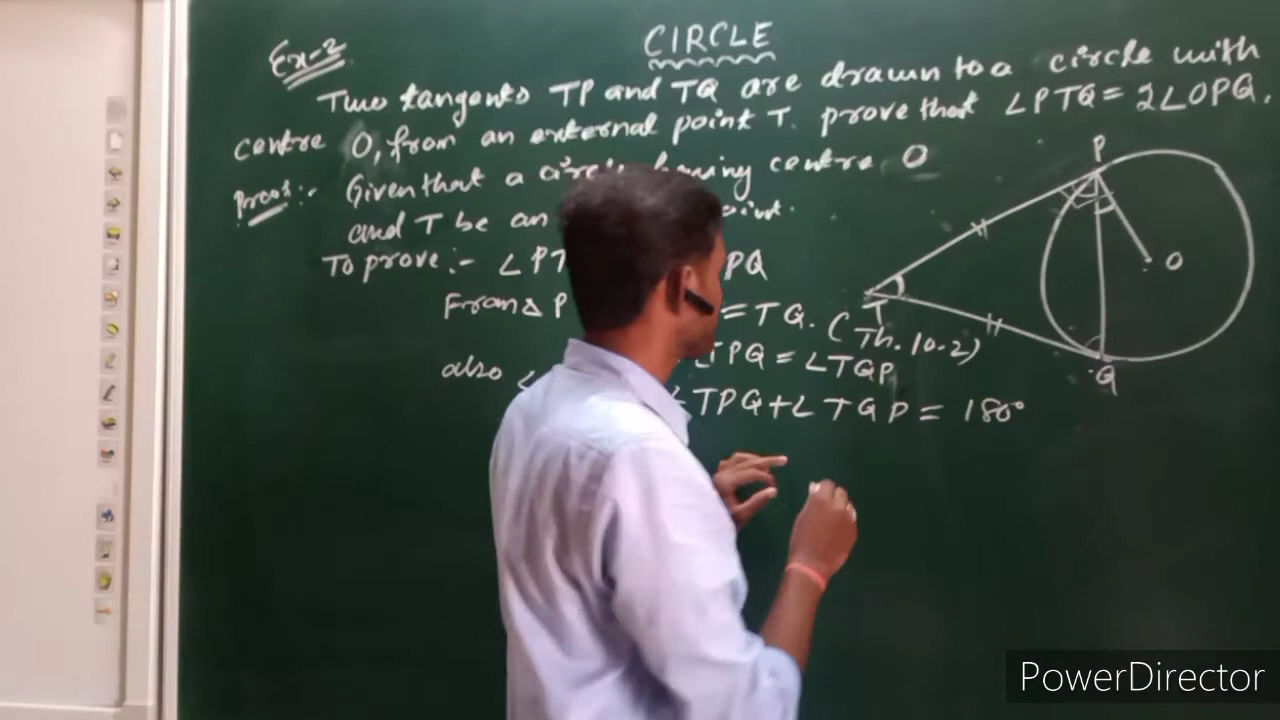 CIRCLE
Ex-2
Two tangents TP and TQ are drawn to a circle with
centre O, from an external point T. prove that ∠PTQ = 2∠OPQ.
Proof:- Given that a having centre O
and T be an
To prove:- ∠PT PQ
From △ P = TQ. (Th. 10.2)
TPQ = ∠TQP
also ∠ ∠TPQ + ∠TQP = 180°
P
O
T
Q
PowerDirector